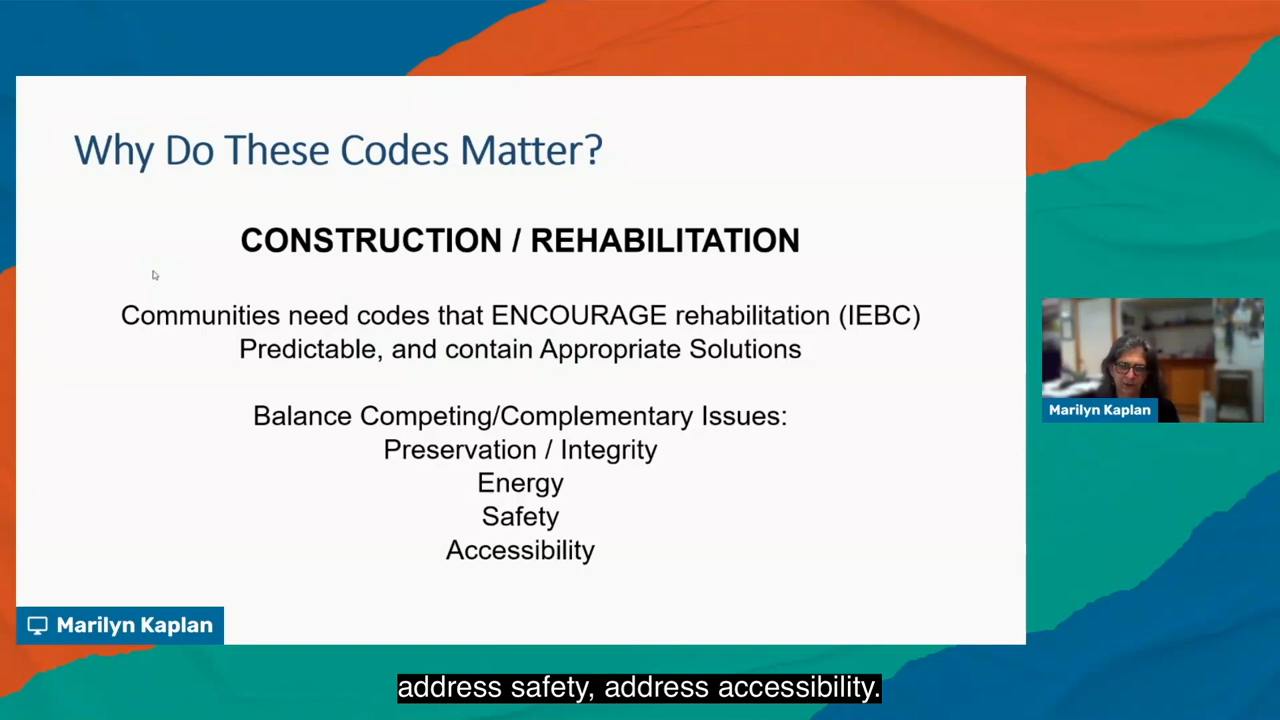 Why Do These Codes Matter?
CONSTRUCTION / REHABILITATION
Communities need codes that ENCOURAGE rehabilitation (IEBC)
Predictable, and contain Appropriate Solutions
Balance Competing/Complementary Issues:
Preservation / Integrity
Energy
Safety
Accessibility
Marilyn Kaplan
Marilyn Kaplan
address safety, address accessibility.